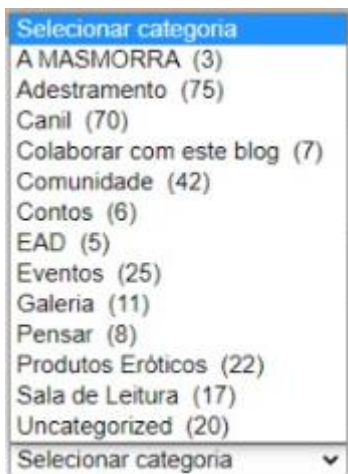 Selecionar categoria
A MASMORRA (3)
Adestramento (75)
Canil (70)
Colaborar com este blog (7)
Comunidade (42)
Contos (6)
EAD (5)
Eventos (25)
Galeria (11)
Pensar (8)
Produtos Eróticos (22)
Sala de Leitura (17)
Uncategorized (20)
Selecionar categoria